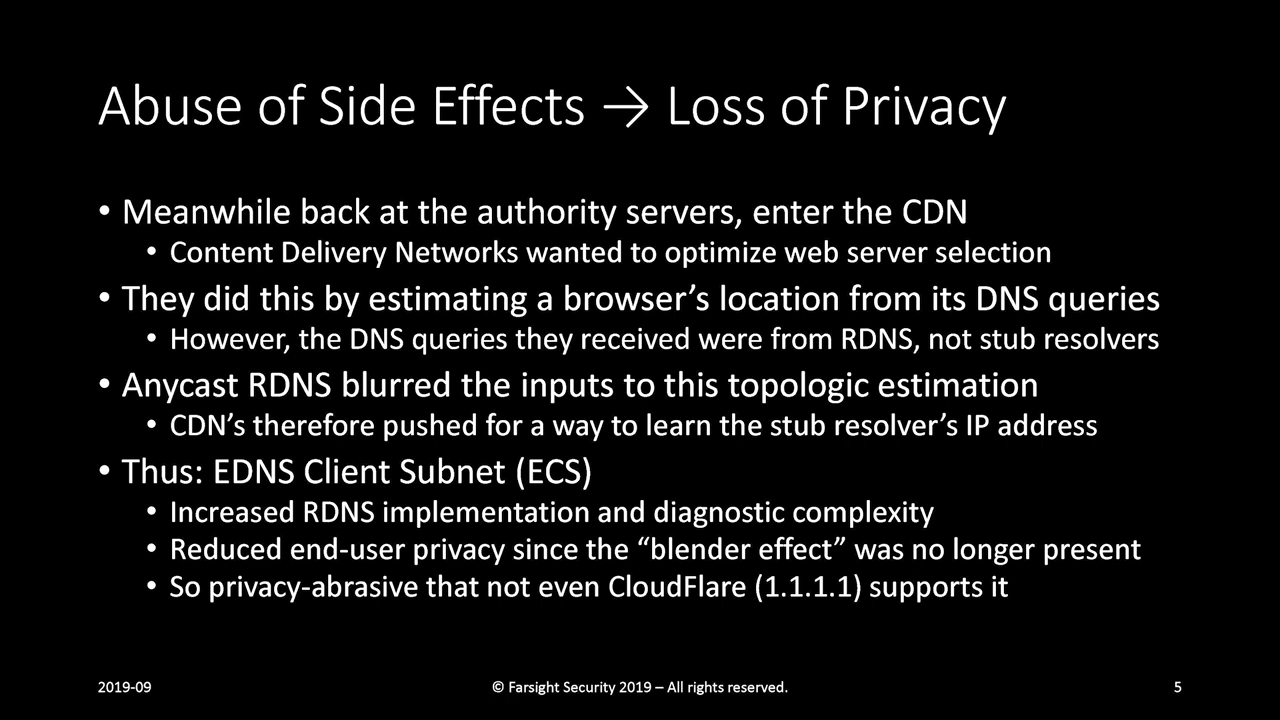 Abuse of Side Effects → Loss of Privacy
• Meanwhile back at the authority servers, enter the CDN
• Content Delivery Networks wanted to optimize web server selection
• They did this by estimating a browser’s location from its DNS queries
• However, the DNS queries they received were from RDNS, not stub resolvers
• Anycast RDNS blurred the inputs to this topologic estimation
• CDN’s therefore pushed for a way to learn the stub resolver’s IP address
• Thus: EDNS Client Subnet (ECS)
• Increased RDNS implementation and diagnostic complexity
• Reduced end-user privacy since the “blender effect” was no longer present
• So privacy-abrasive that not even CloudFlare (1.1.1.1) supports it
2019-09 © Farsight Security 2019 – All rights reserved. 5